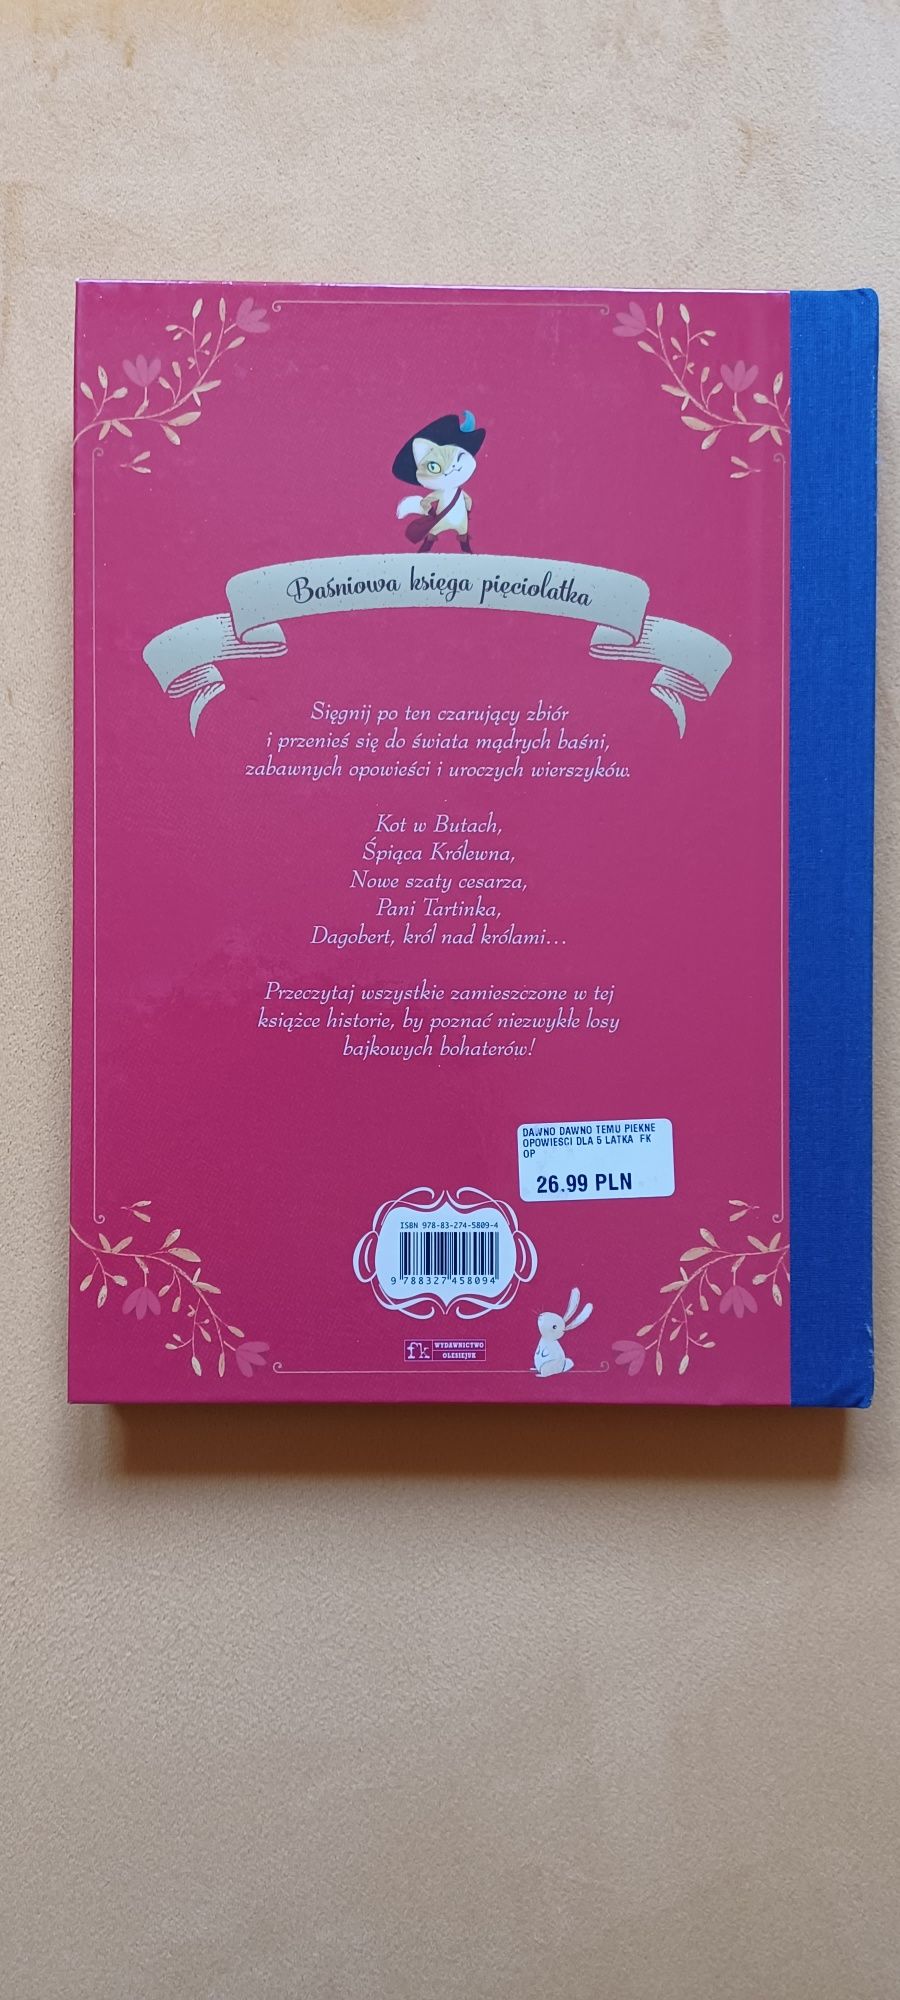 Baśniowa księga pięciolatka
Sięgnij po ten czarujący zbiór
i przenieś się do świata mądrych baśni,
zabawnych opowieści i uroczych wierszyków.
Kot w Butach,
Śpiąca Królewna,
Nowe szaty cesarza,
Pani Tartinka,
Dagobert, król nad królami...
Przeczytaj wszystkie zamieszczone w tej
książce historie, by poznać niezwykłe losy
bajkowych bohaterów!
DAWNO DAWNO TEMU PIEKNE
OPOWIESCI DLA 5 LATKA FK
OP
26.99 PLN
ISBN 978-83-274-5809-4
9 788327 458094
fk WYDAWNICTWO
OLESIEJUK